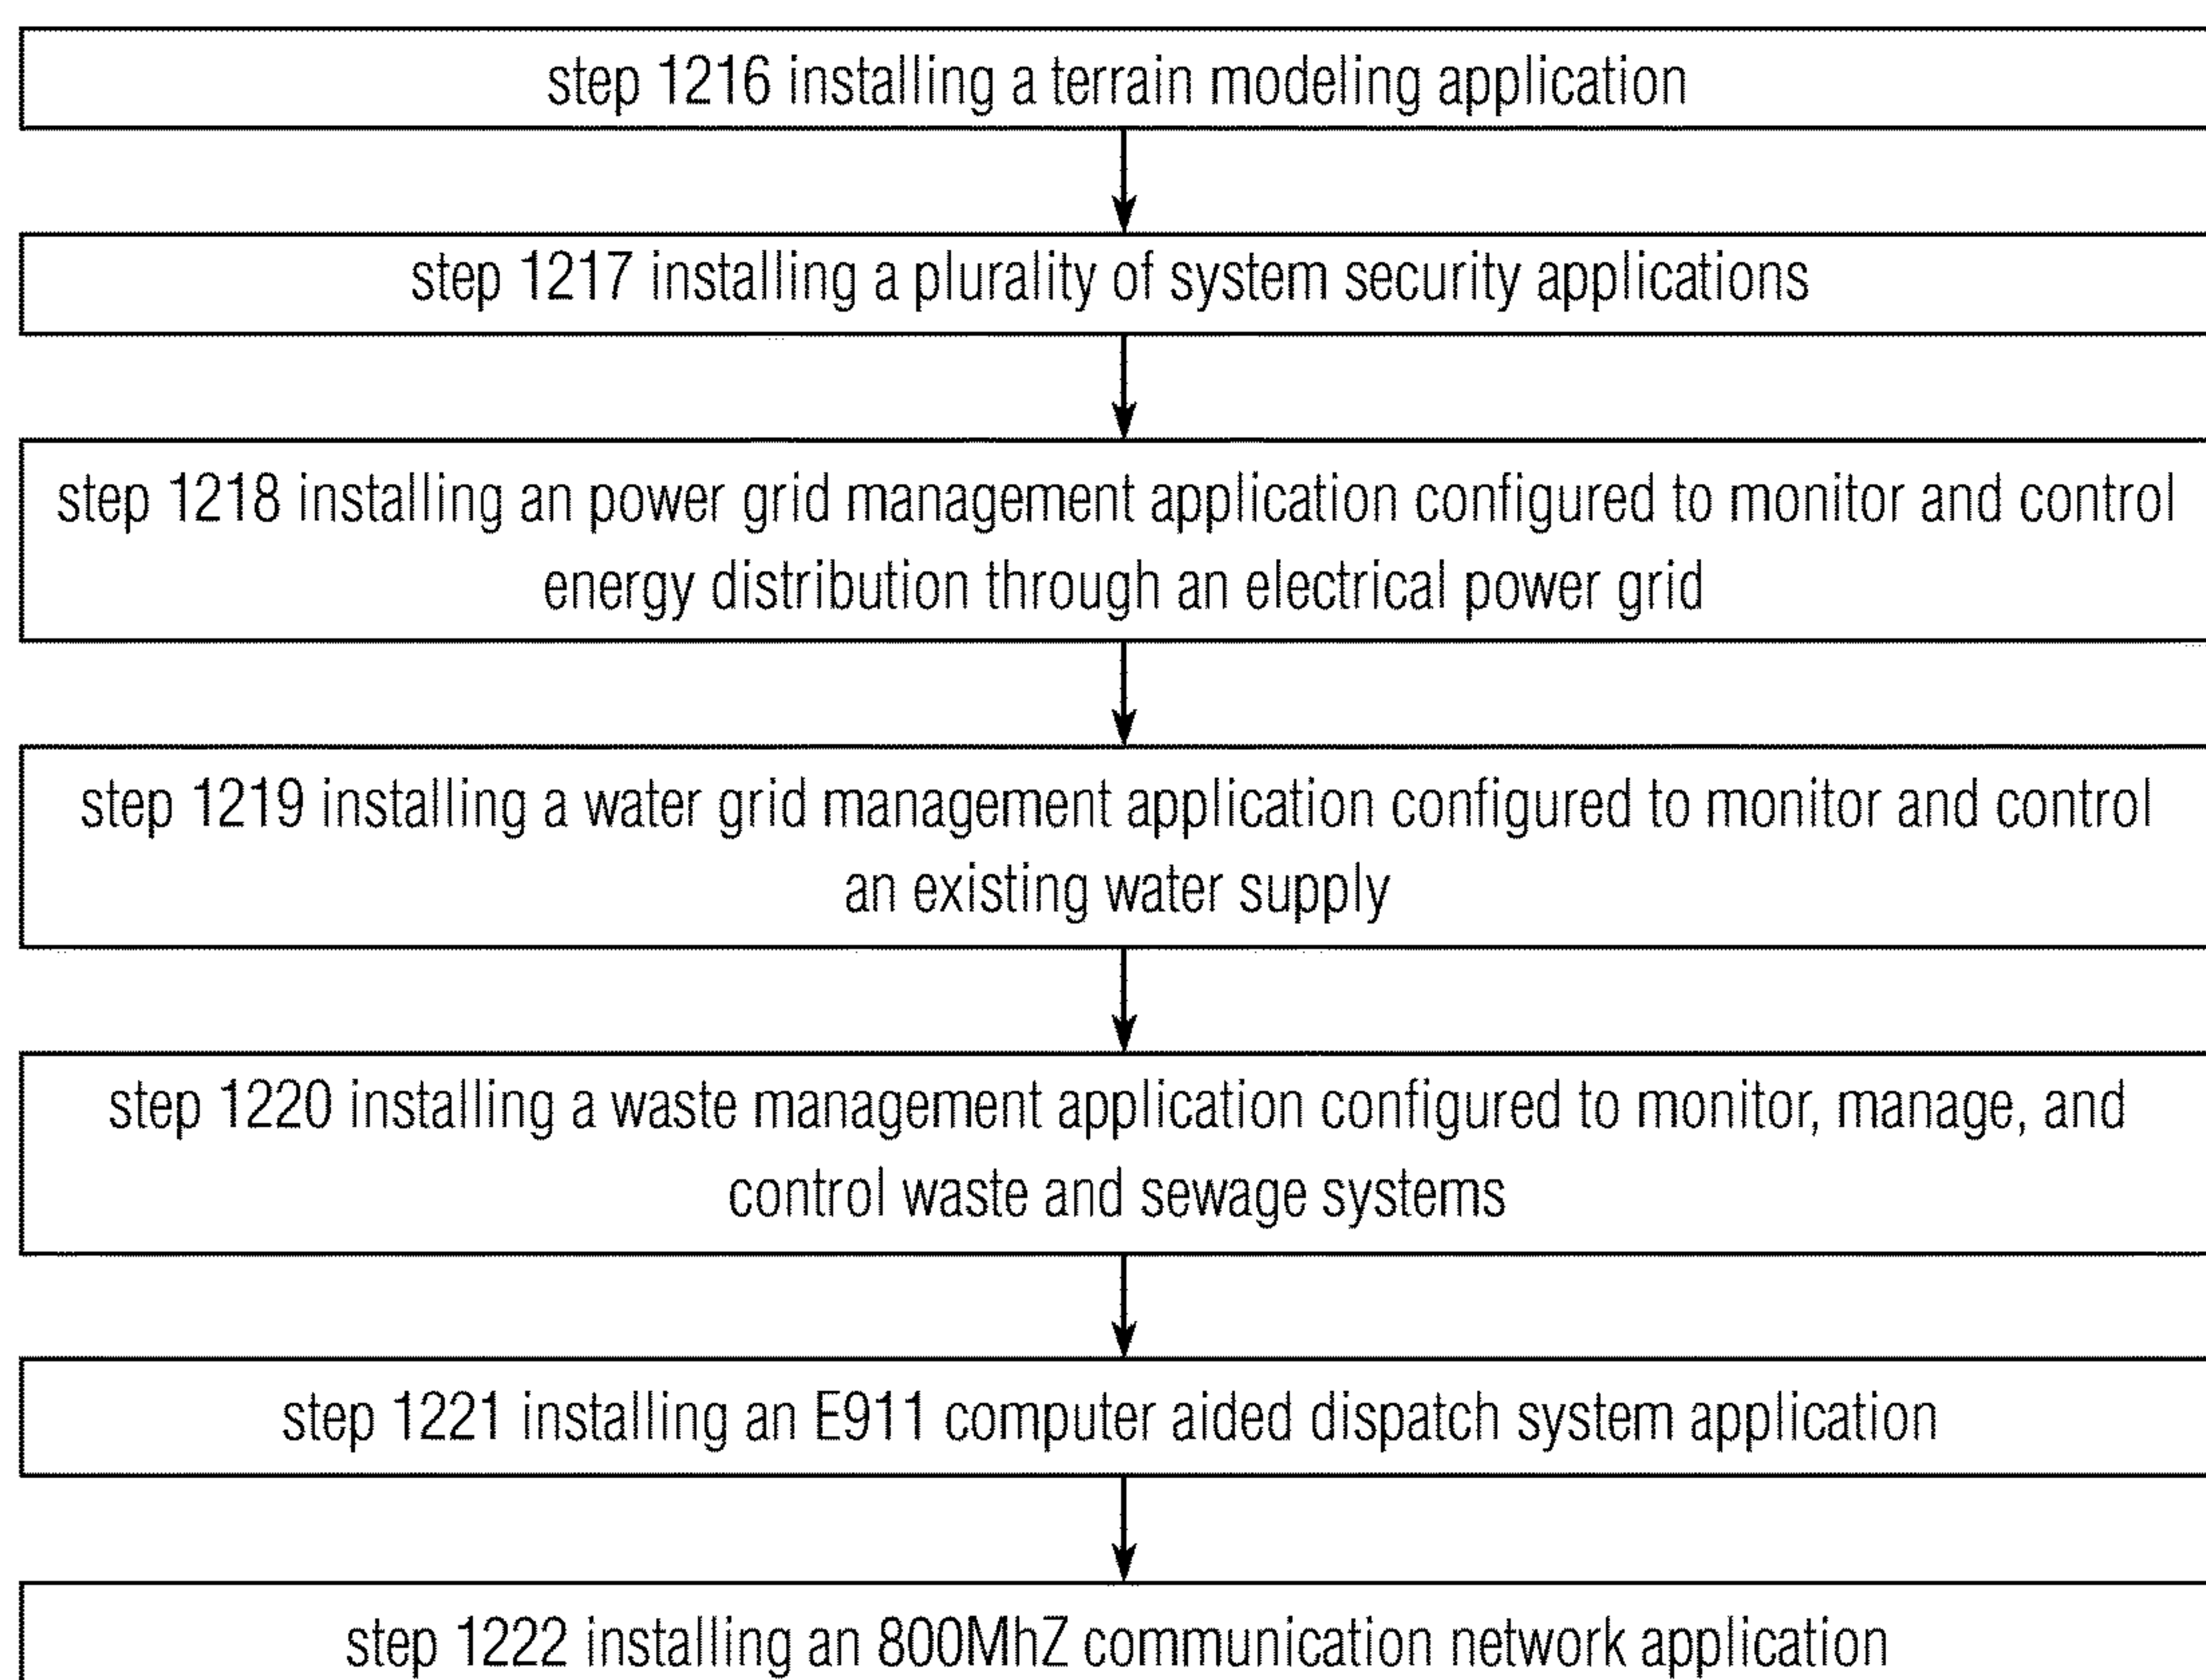 step 1216 installing a terrain modeling application
step 1217 installing a plurality of system security applications
step 1218 installing an power grid management application configured to monitor and control
energy distribution through an electrical power grid
step 1219 installing a water grid management application configured to monitor and control
an existing water supply
step 1220 installing a waste management application configured to monitor, manage, and
control waste and sewage systems
step 1221 installing an E911 computer aided dispatch system application
step 1222 installing an 800MhZ communication network application